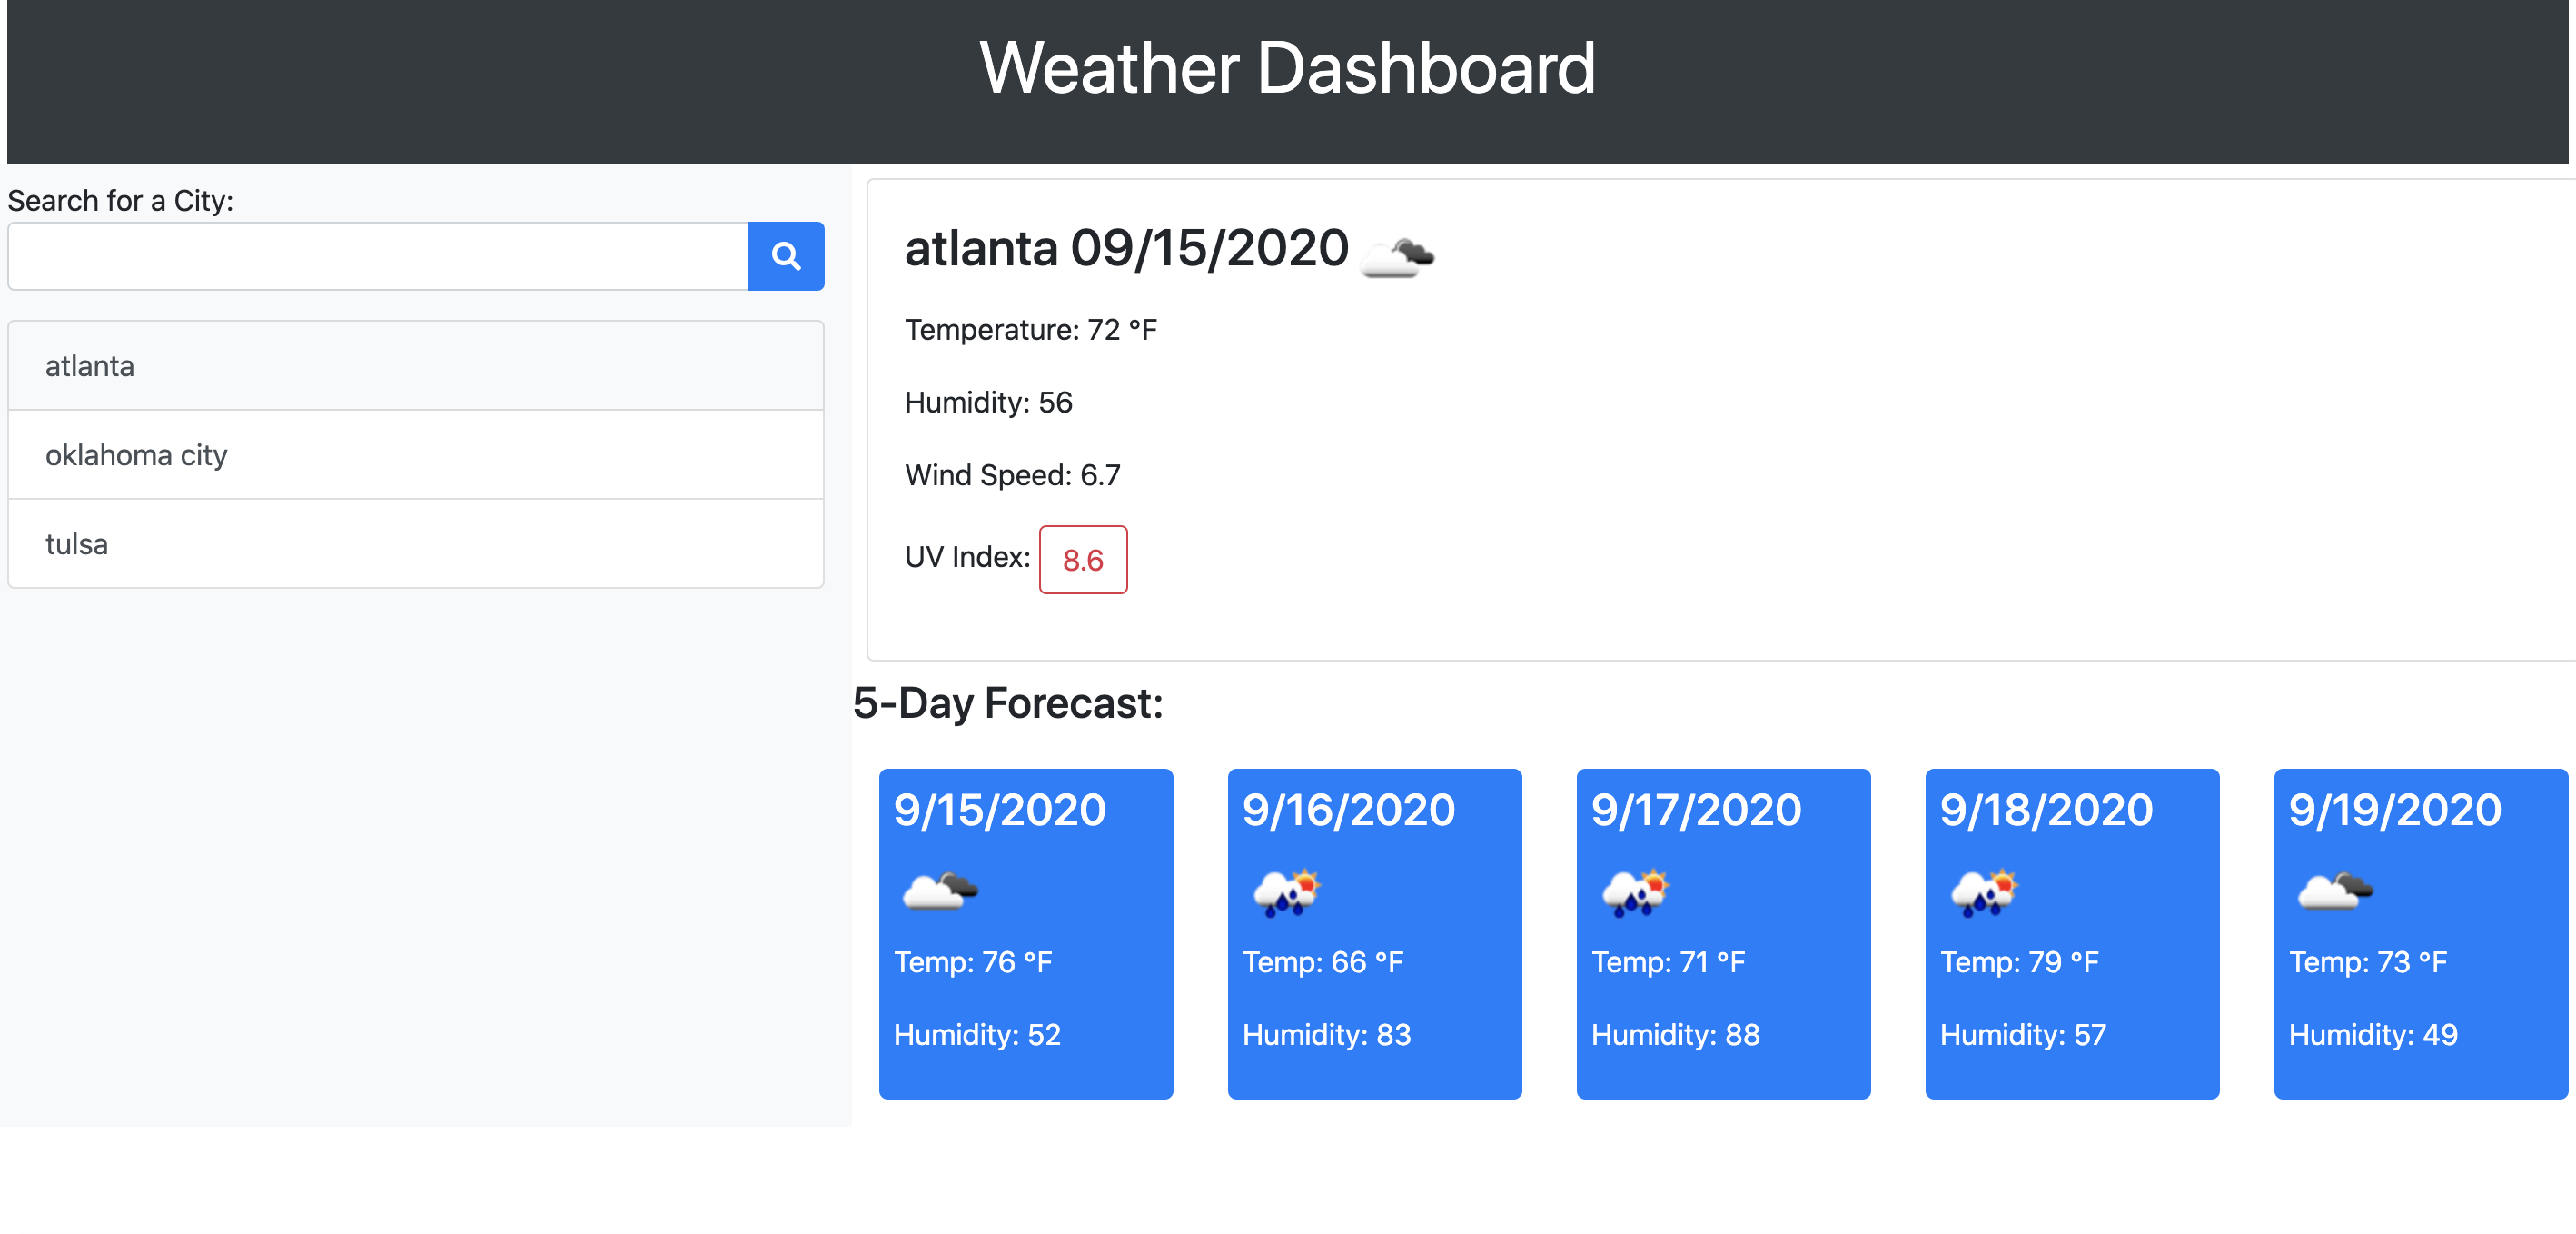 Weather Dashboard
Search for a City:
atlanta
oklahoma city
tulsa
atlanta 09/15/2020
Temperature: 72 °F
Humidity: 56
Wind Speed: 6.7
UV Index: 8.6
5-Day Forecast:
9/15/2020
Temp: 76 °F
Humidity: 52
9/16/2020
Temp: 66 °F
Humidity: 83
9/17/2020
Temp: 71 °F
Humidity: 88
9/18/2020
Temp: 79 °F
Humidity: 57
9/19/2020
Temp: 73 °F
Humidity: 49